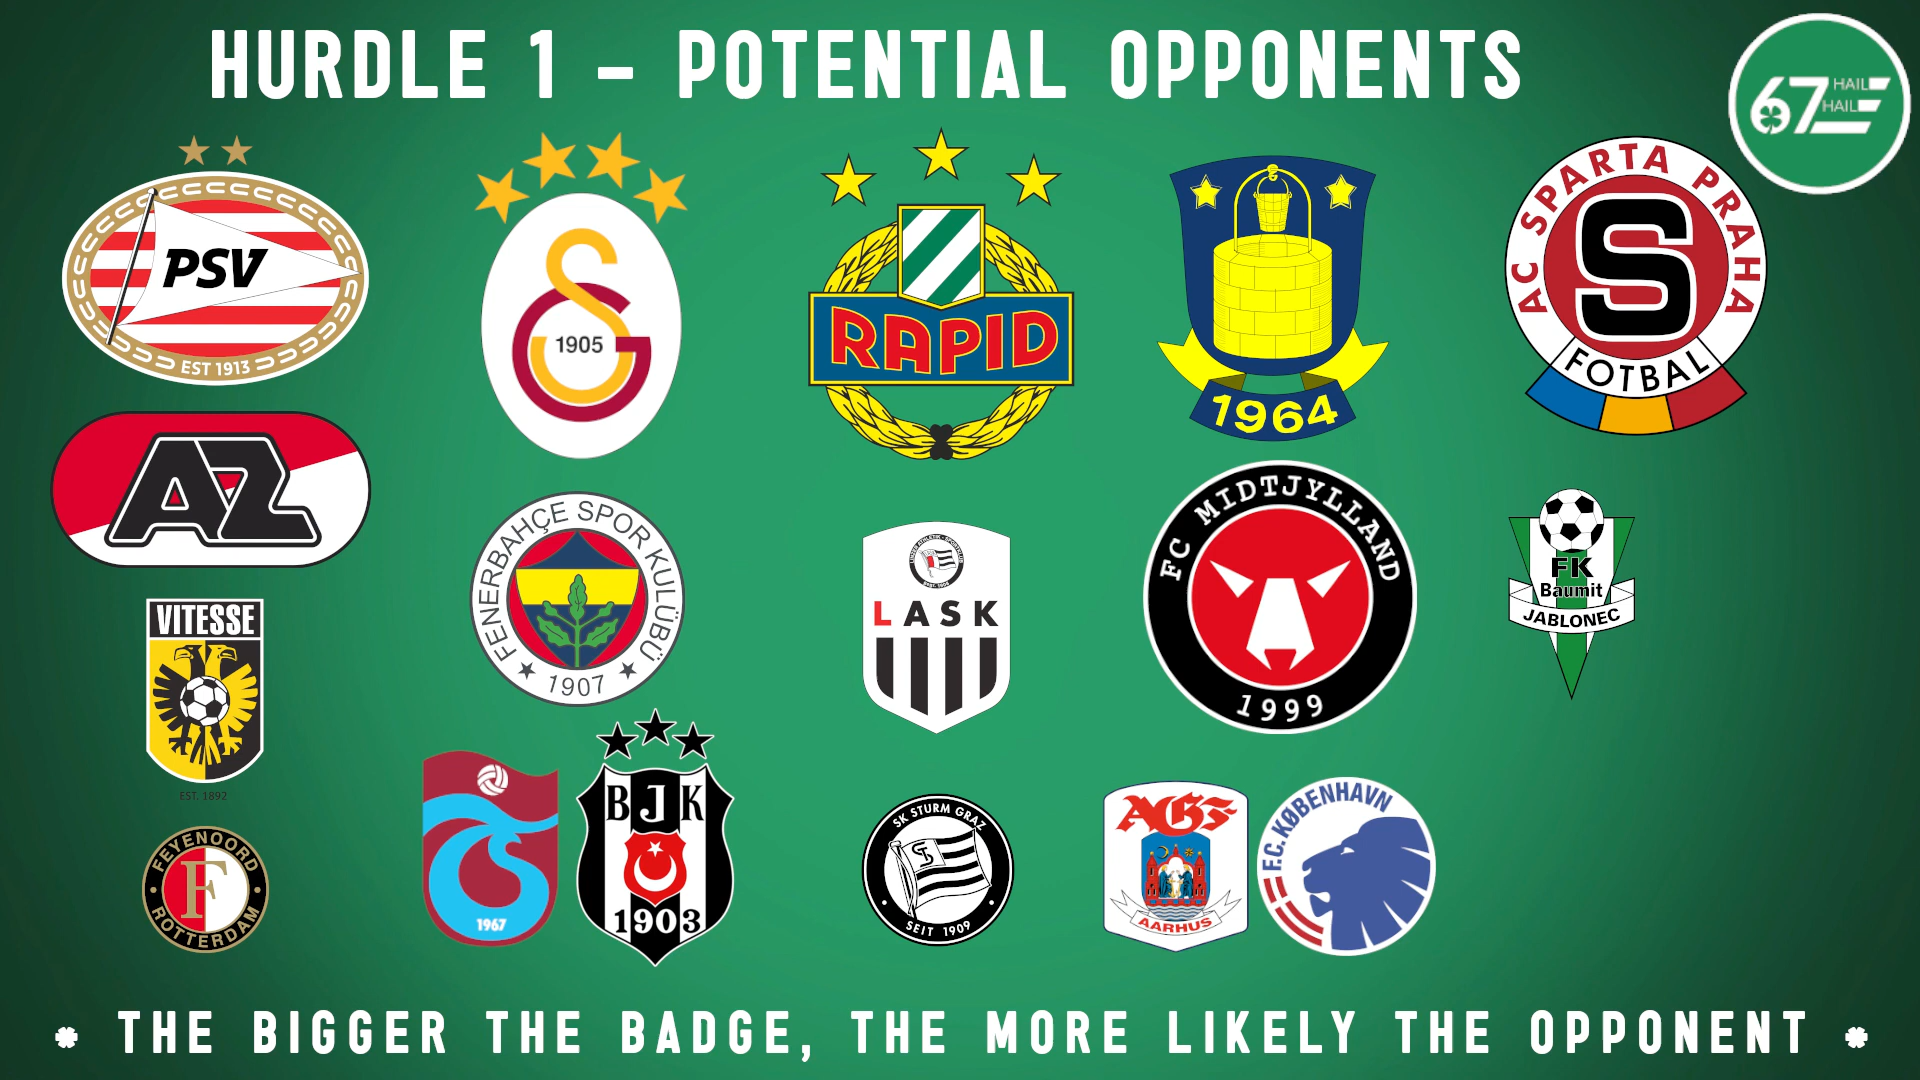 HURDLE 1 – POTENTIAL OPPONENTS
67 HAIL
HAIL
PSV
EST 1913
1905
RAPID
1964
AC SPARTA PRAHA
S
FOTBAL
AZ
FENERBAHÇE SPOR KULÜBÜ
1907
LASK
FC MIDTJYLLAND
1999
FK
Baumit
JABLONEC
VITESSE
EST. 1892
FEYENOORD
F
ROTTERDAM
1967
BJK
1903
SK STURM GRAZ
SEIT 1909
AGF
AARHUS
F.C. KØBENHAVN
THE BIGGER THE BADGE, THE MORE LIKELY THE OPPONENT